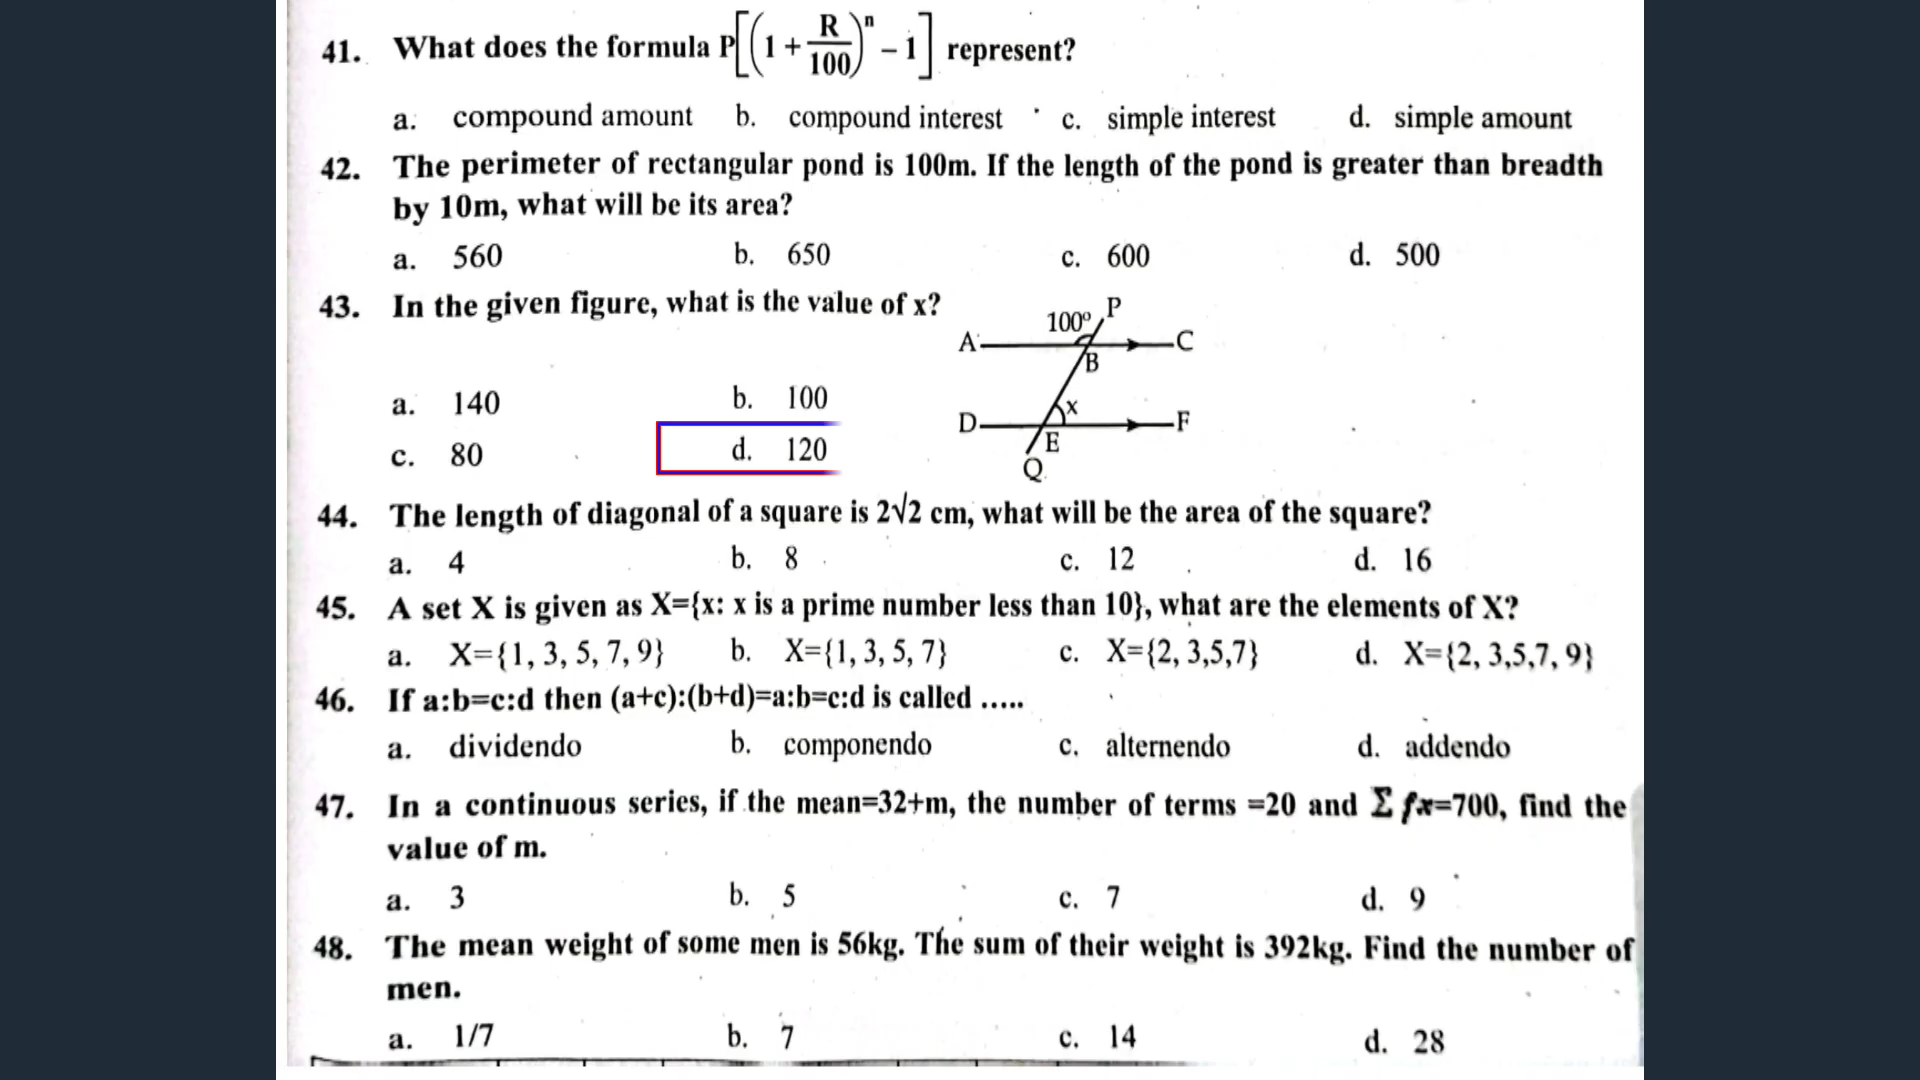 41. What does the formula P[(1 + R/100)ⁿ − 1] represent?
a. compound amount b. compound interest c. simple interest d. simple amount
42. The perimeter of rectangular pond is 100m. If the length of the pond is greater than breadth
by 10m, what will be its area?
a. 560 b. 650 c. 600 d. 500
43. In the given figure, what is the value of x?
100º P
A C
B
a. 140 b. 100
x
D F
E
c. 80 d. 120
Q
44. The length of diagonal of a square is 2√2 cm, what will be the area of the square?
a. 4 b. 8 c. 12 d. 16
45. A set X is given as X={x: x is a prime number less than 10}, what are the elements of X?
a. X={1, 3, 5, 7, 9} b. X={1, 3, 5, 7} c. X={2, 3,5,7} d. X={2, 3,5,7, 9}
46. If a:b=c:d then (a+c):(b+d)=a:b=c:d is called .....
a. dividendo b. componendo c. alternendo d. addendo
47. In a continuous series, if the mean=32+m, the number of terms =20 and Σ fx=700, find the
value of m.
a. 3 b. 5 c. 7 d. 9
48. The mean weight of some men is 56kg. The sum of their weight is 392kg. Find the number of
men.
a. 1/7 b. 7 c. 14 d. 28